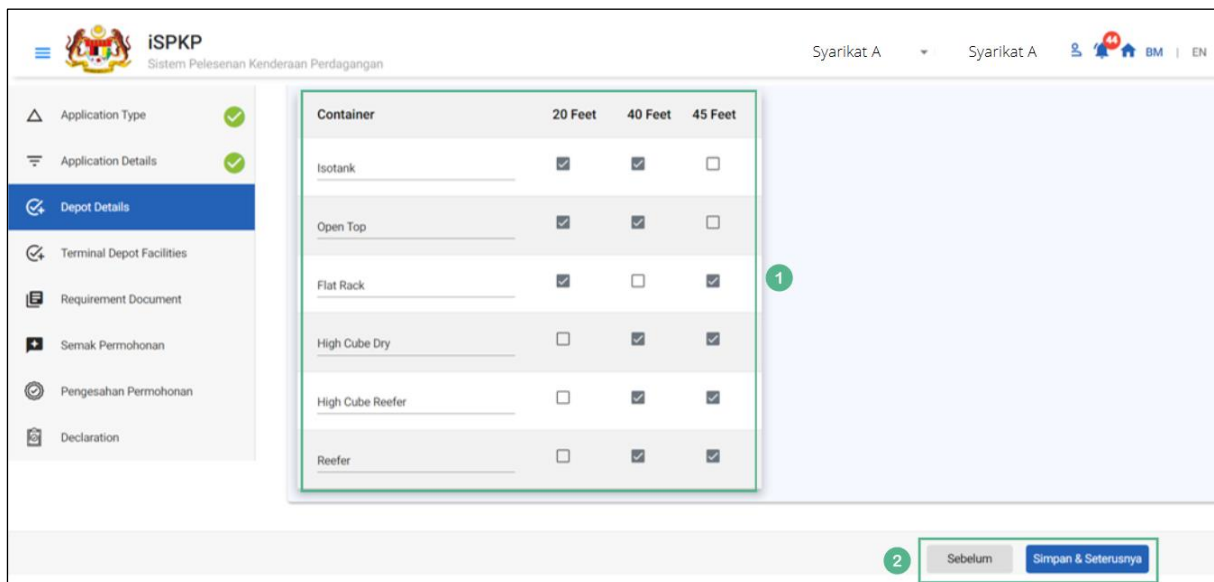 iSPKP
Sistem Pelesenan Kenderaan Perdagangan
Syarikat A
Syarikat A
44
BM | EN
Application Type
Application Details
Depot Details
Terminal Depot Facilities
Requirement Document
Semak Permohonan
Pengesahan Permohonan
Declaration
Container 20 Feet 40 Feet 45 Feet
Isotank
Open Top
Flat Rack
High Cube Dry
High Cube Reefer
Reefer
1
2
Sebelum
Simpan & Seterusnya